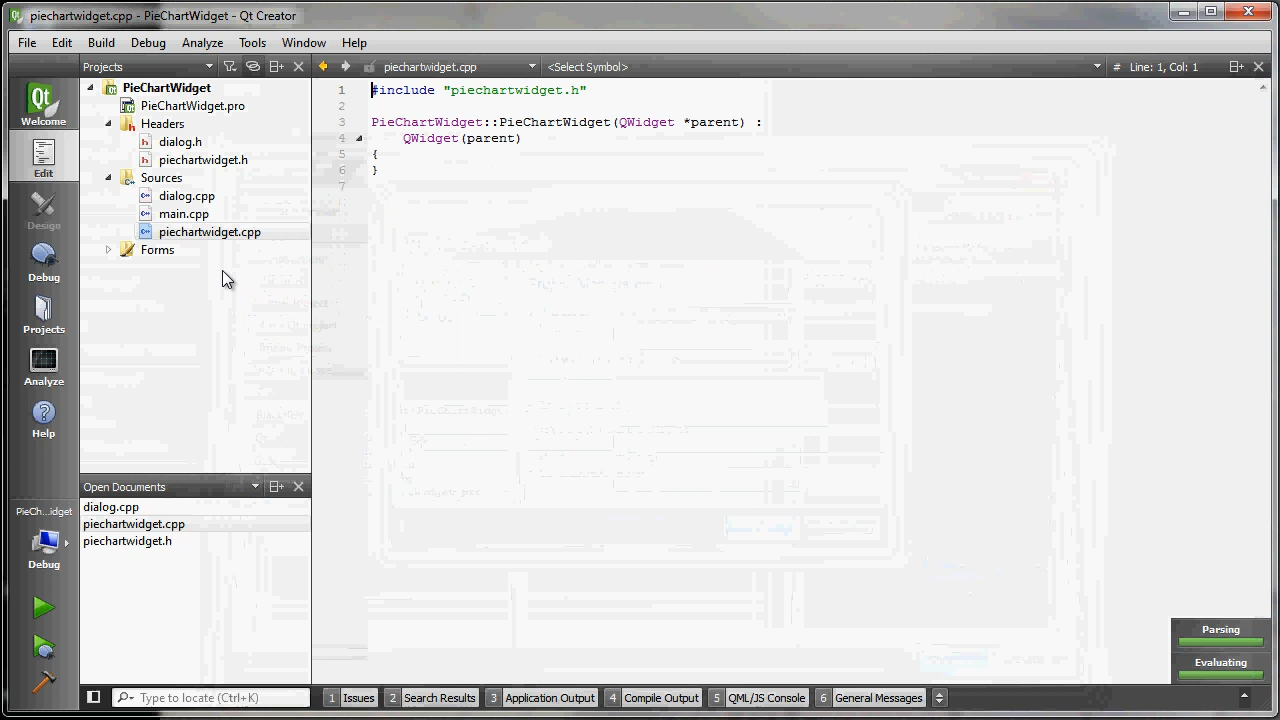 piechartwidget.cpp - PieChartWidget - Qt Creator
File Edit Build Debug Analyze Tools Window Help
Projects
piechartwidget.cpp
<Select Symbol>
# Line: 1, Col: 1
Qt
Welcome
Edit
Design
Debug
Projects
Analyze
Help
PieCh...idget
Debug
PieChartWidget
PieChartWidget.pro
Headers
dialog.h
piechartwidget.h
Sources
dialog.cpp
main.cpp
piechartwidget.cpp
Forms
Open Documents
dialog.cpp
piechartwidget.cpp
piechartwidget.h
1 #include "piechartwidget.h"
2
3 PieChartWidget::PieChartWidget(QWidget *parent) :
4 QWidget(parent)
5 {
6 }
7
Parsing
Evaluating
Type to locate (Ctrl+K)
1 Issues 2 Search Results 3 Application Output 4 Compile Output 5 QML/JS Console 6 General Messages